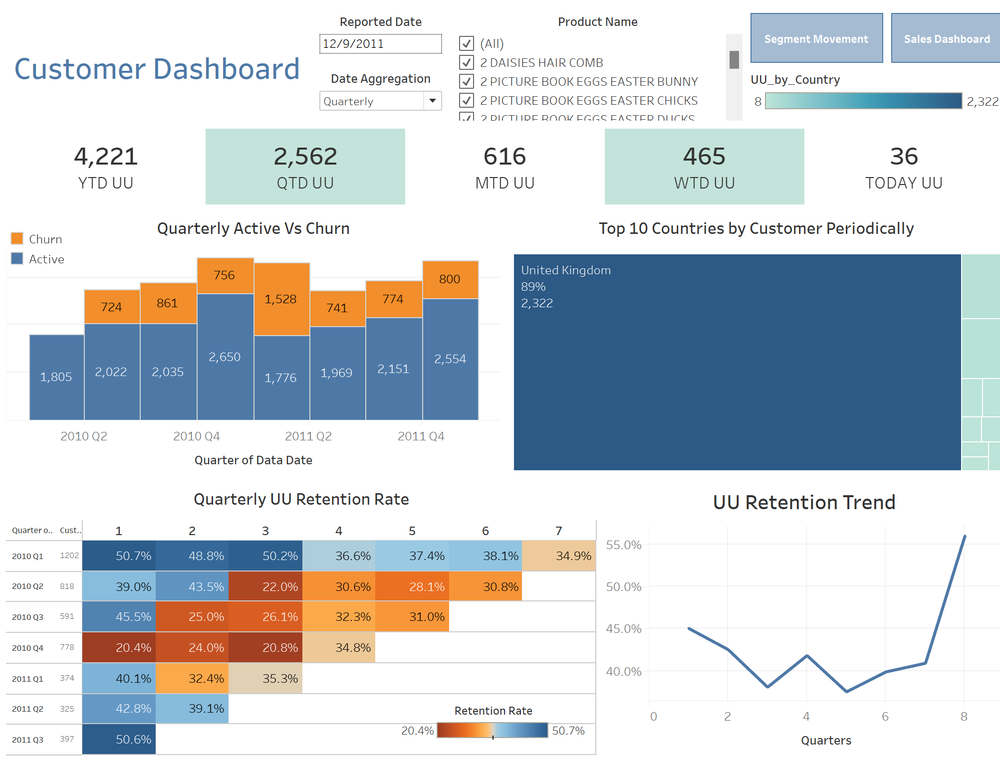 Customer Dashboard
Reported Date
12/9/2011
Date Aggregation
Quarterly
Product Name
(All)
2 DAISIES HAIR COMB
2 PICTURE BOOK EGGS EASTER BUNNY
2 PICTURE BOOK EGGS EASTER CHICKS
2 PICTURE BOOK EGGS EASTER DUCKS
Segment Movement
Sales Dashboard
UU_by_Country
8
2,322
4,221
YTD UU
2,562
QTD UU
616
MTD UU
465
WTD UU
36
TODAY UU
Quarterly Active Vs Churn
Churn
Active
756
800
1,528
774
724
861
741
2,650
2,554
1,805
2,022
2,035
1,776
1,969
2,151
2010 Q2
2010 Q4
2011 Q2
2011 Q4
Quarter of Data Date
Top 10 Countries by Customer Periodically
United Kingdom
89%
2,322
Quarterly UU Retention Rate
Quarter o.. Cust.. 1 2 3 4 5 6 7
2010 Q1 1202 50.7% 48.8% 50.2% 36.6% 37.4% 38.1% 34.9%
2010 Q2 818 39.0% 43.5% 22.0% 30.6% 28.1% 30.8%
2010 Q3 591 45.5% 25.0% 26.1% 32.3% 31.0%
2010 Q4 778 20.4% 24.0% 20.8% 34.8%
2011 Q1 374 40.1% 32.4% 35.3%
2011 Q2 325 42.8% 39.1%
2011 Q3 397 50.6%
Retention Rate
20.4%
50.7%
UU Retention Trend
55.0%
50.0%
45.0%
40.0%
0 2 4 6 8
Quarters